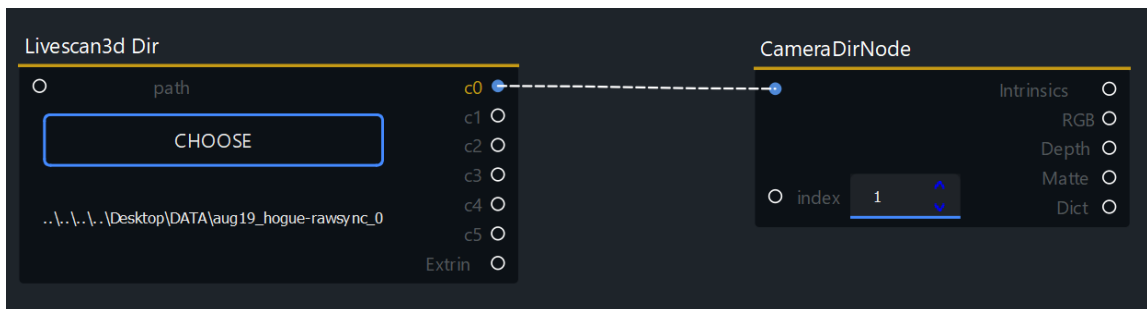 Livescan3d Dir
path
c0
c1
CHOOSE
c2
c3
c4
..\..\..\..\Desktop\DATA\aug19_hogue-rawsync_0
c5
Extrin
CameraDirNode
Intrinsics
RGB
Depth
Matte
index 1
Dict